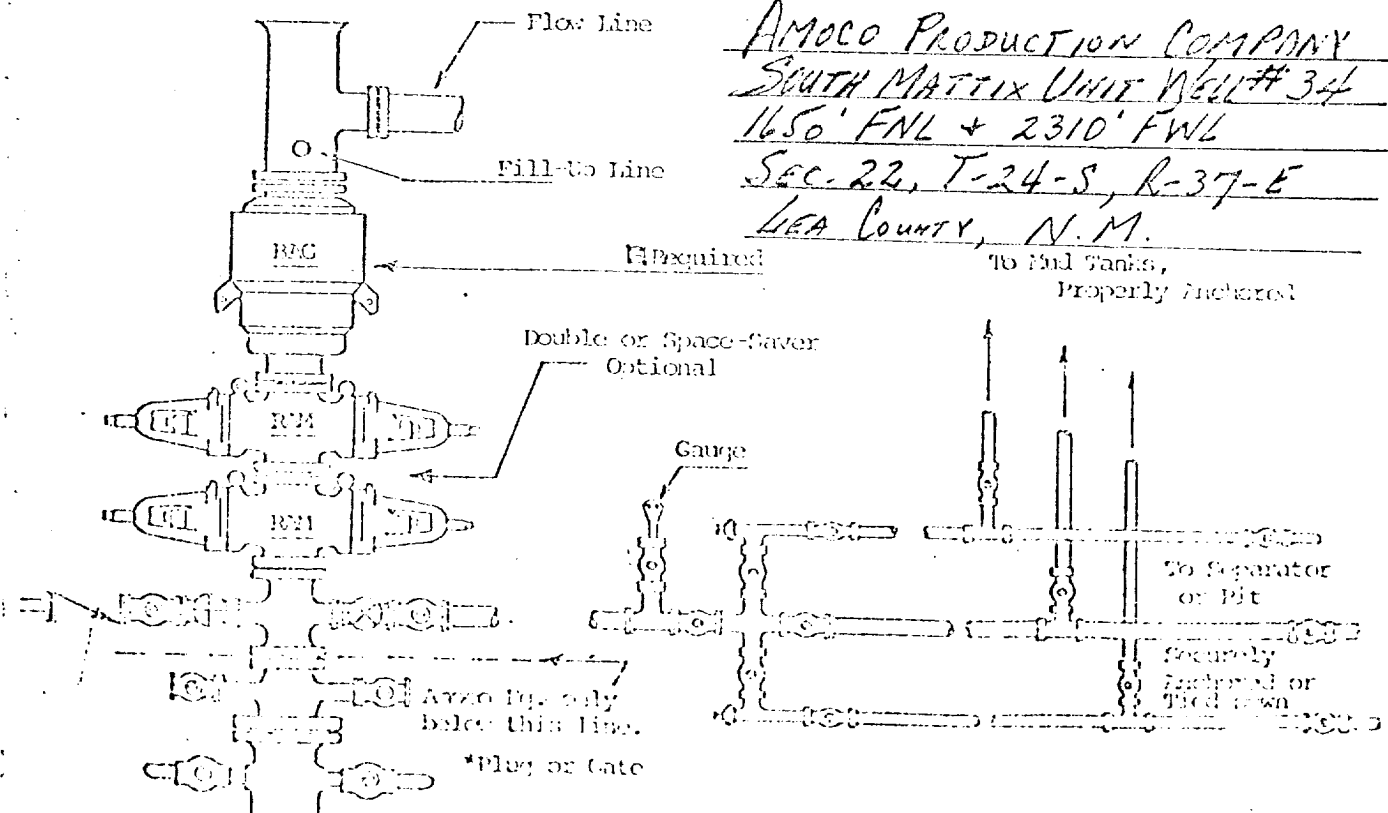 AMOCO PRODUCTION COMPANY
SOUTH MATTIX UNIT WELL #34
1650' FNL & 2310' FWL
SEC. 22, T-24-S, R-37-E
LEA COUNTY, N.M.
Flow Line
Fill-Up Line
BAG
Required
To Mud Tanks,
Properly Anchored
Double or Space-Saver
Optional
RAM
Gauge
RAM
To Separator
or Pit
Securely
Anchored or
Tied Down
only
below this line.
*Plug or Gate